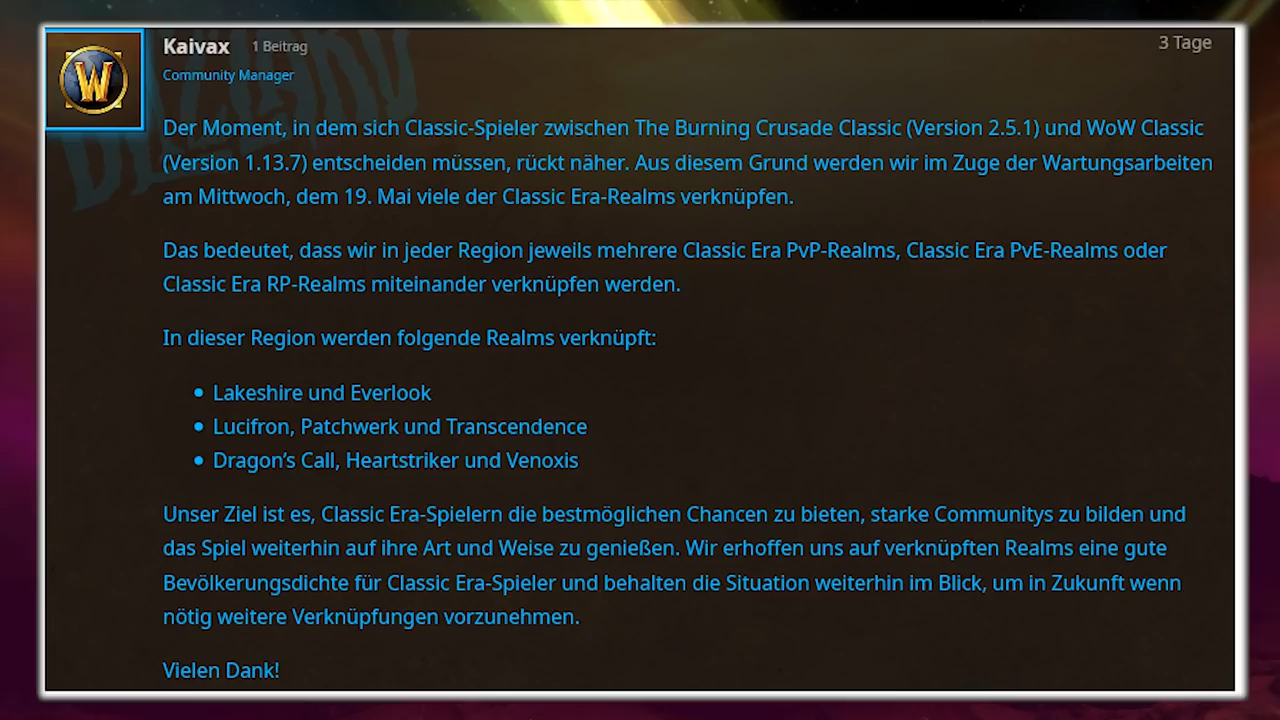 Kaivax 1 Beitrag 3 Tage
Community Manager
Der Moment, in dem sich Classic-Spieler zwischen The Burning Crusade Classic (Version 2.5.1) und WoW Classic
(Version 1.13.7) entscheiden müssen, rückt näher. Aus diesem Grund werden wir im Zuge der Wartungsarbeiten
am Mittwoch, dem 19. Mai viele der Classic Era-Realms verknüpfen.
Das bedeutet, dass wir in jeder Region jeweils mehrere Classic Era PvP-Realms, Classic Era PvE-Realms oder
Classic Era RP-Realms miteinander verknüpfen werden.
In dieser Region werden folgende Realms verknüpft:
• Lakeshire und Everlook
• Lucifron, Patchwerk und Transcendence
• Dragon’s Call, Heartstriker und Venoxis
Unser Ziel ist es, Classic Era-Spielern die bestmöglichen Chancen zu bieten, starke Communitys zu bilden und
das Spiel weiterhin auf ihre Art und Weise zu genießen. Wir erhoffen uns auf verknüpften Realms eine gute
Bevölkerungsdichte für Classic Era-Spieler und behalten die Situation weiterhin im Blick, um in Zukunft wenn
nötig weitere Verknüpfungen vorzunehmen.
Vielen Dank!
W
BLIZZARD